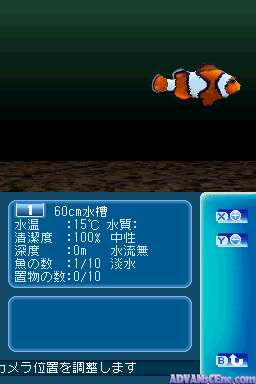 1 60cm水槽
水温 :15℃ 水質:
清潔度:100% 中性
深度 :0m 水流無
魚の数:1/10 淡水
置物の数:0/10
X
Y
B
カメラ位置を調整します
ADVANsCEne.com